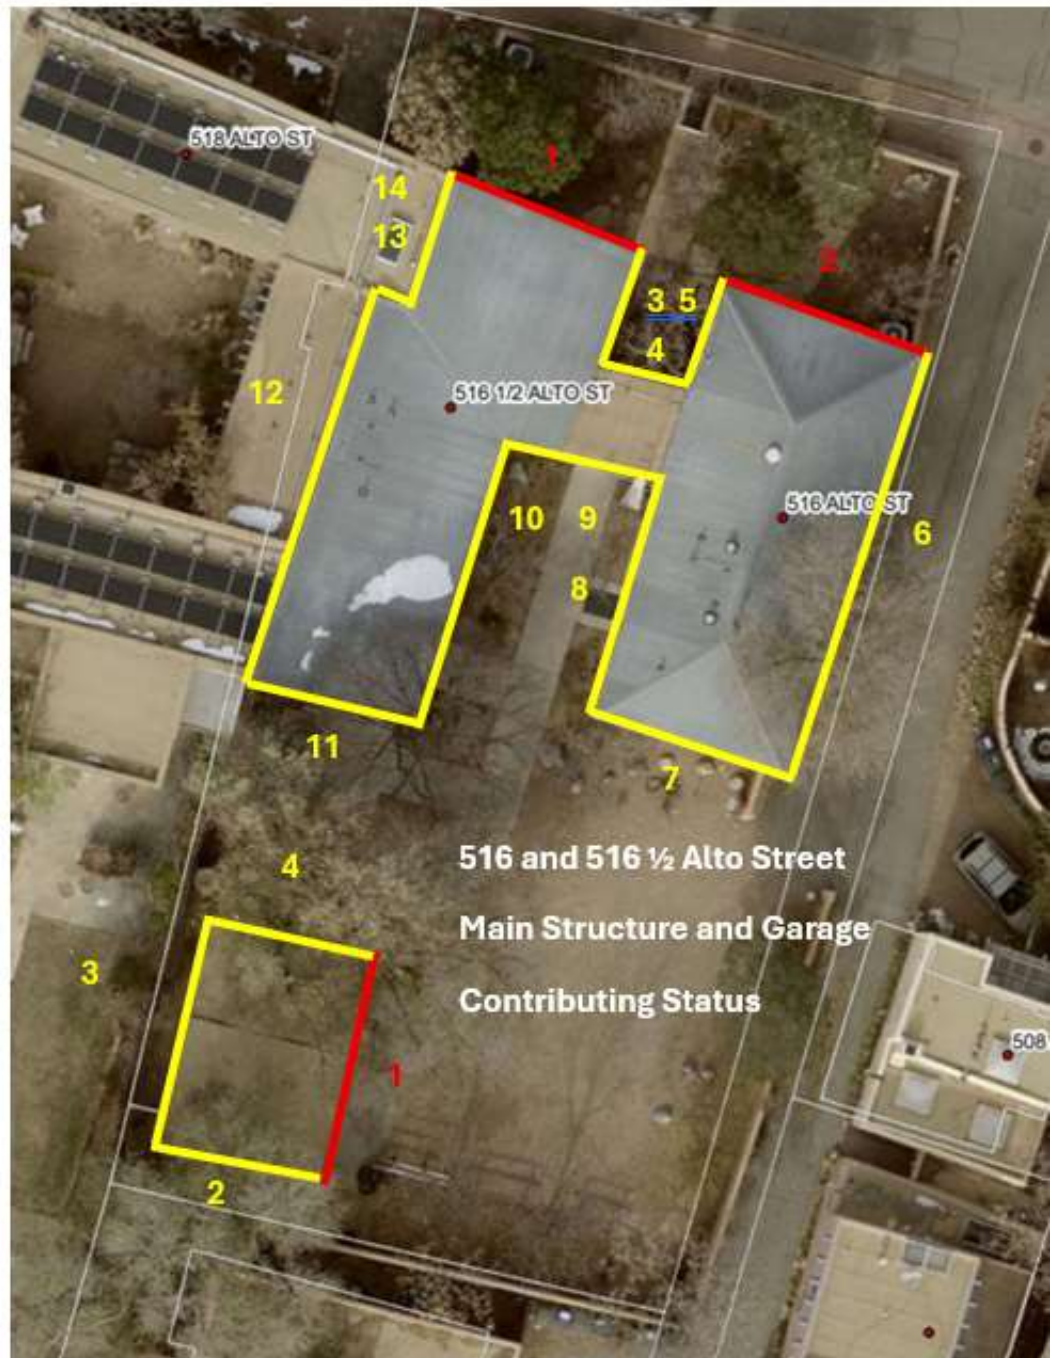 1
518 ALTO ST
14
13
2
3 5
4
12
516 1/2 ALTO ST
516 ALTO ST
10 9
6
8
11
7
516 and 516 ½ Alto Street
4
Main Structure and Garage
3
Contributing Status
508
1
2